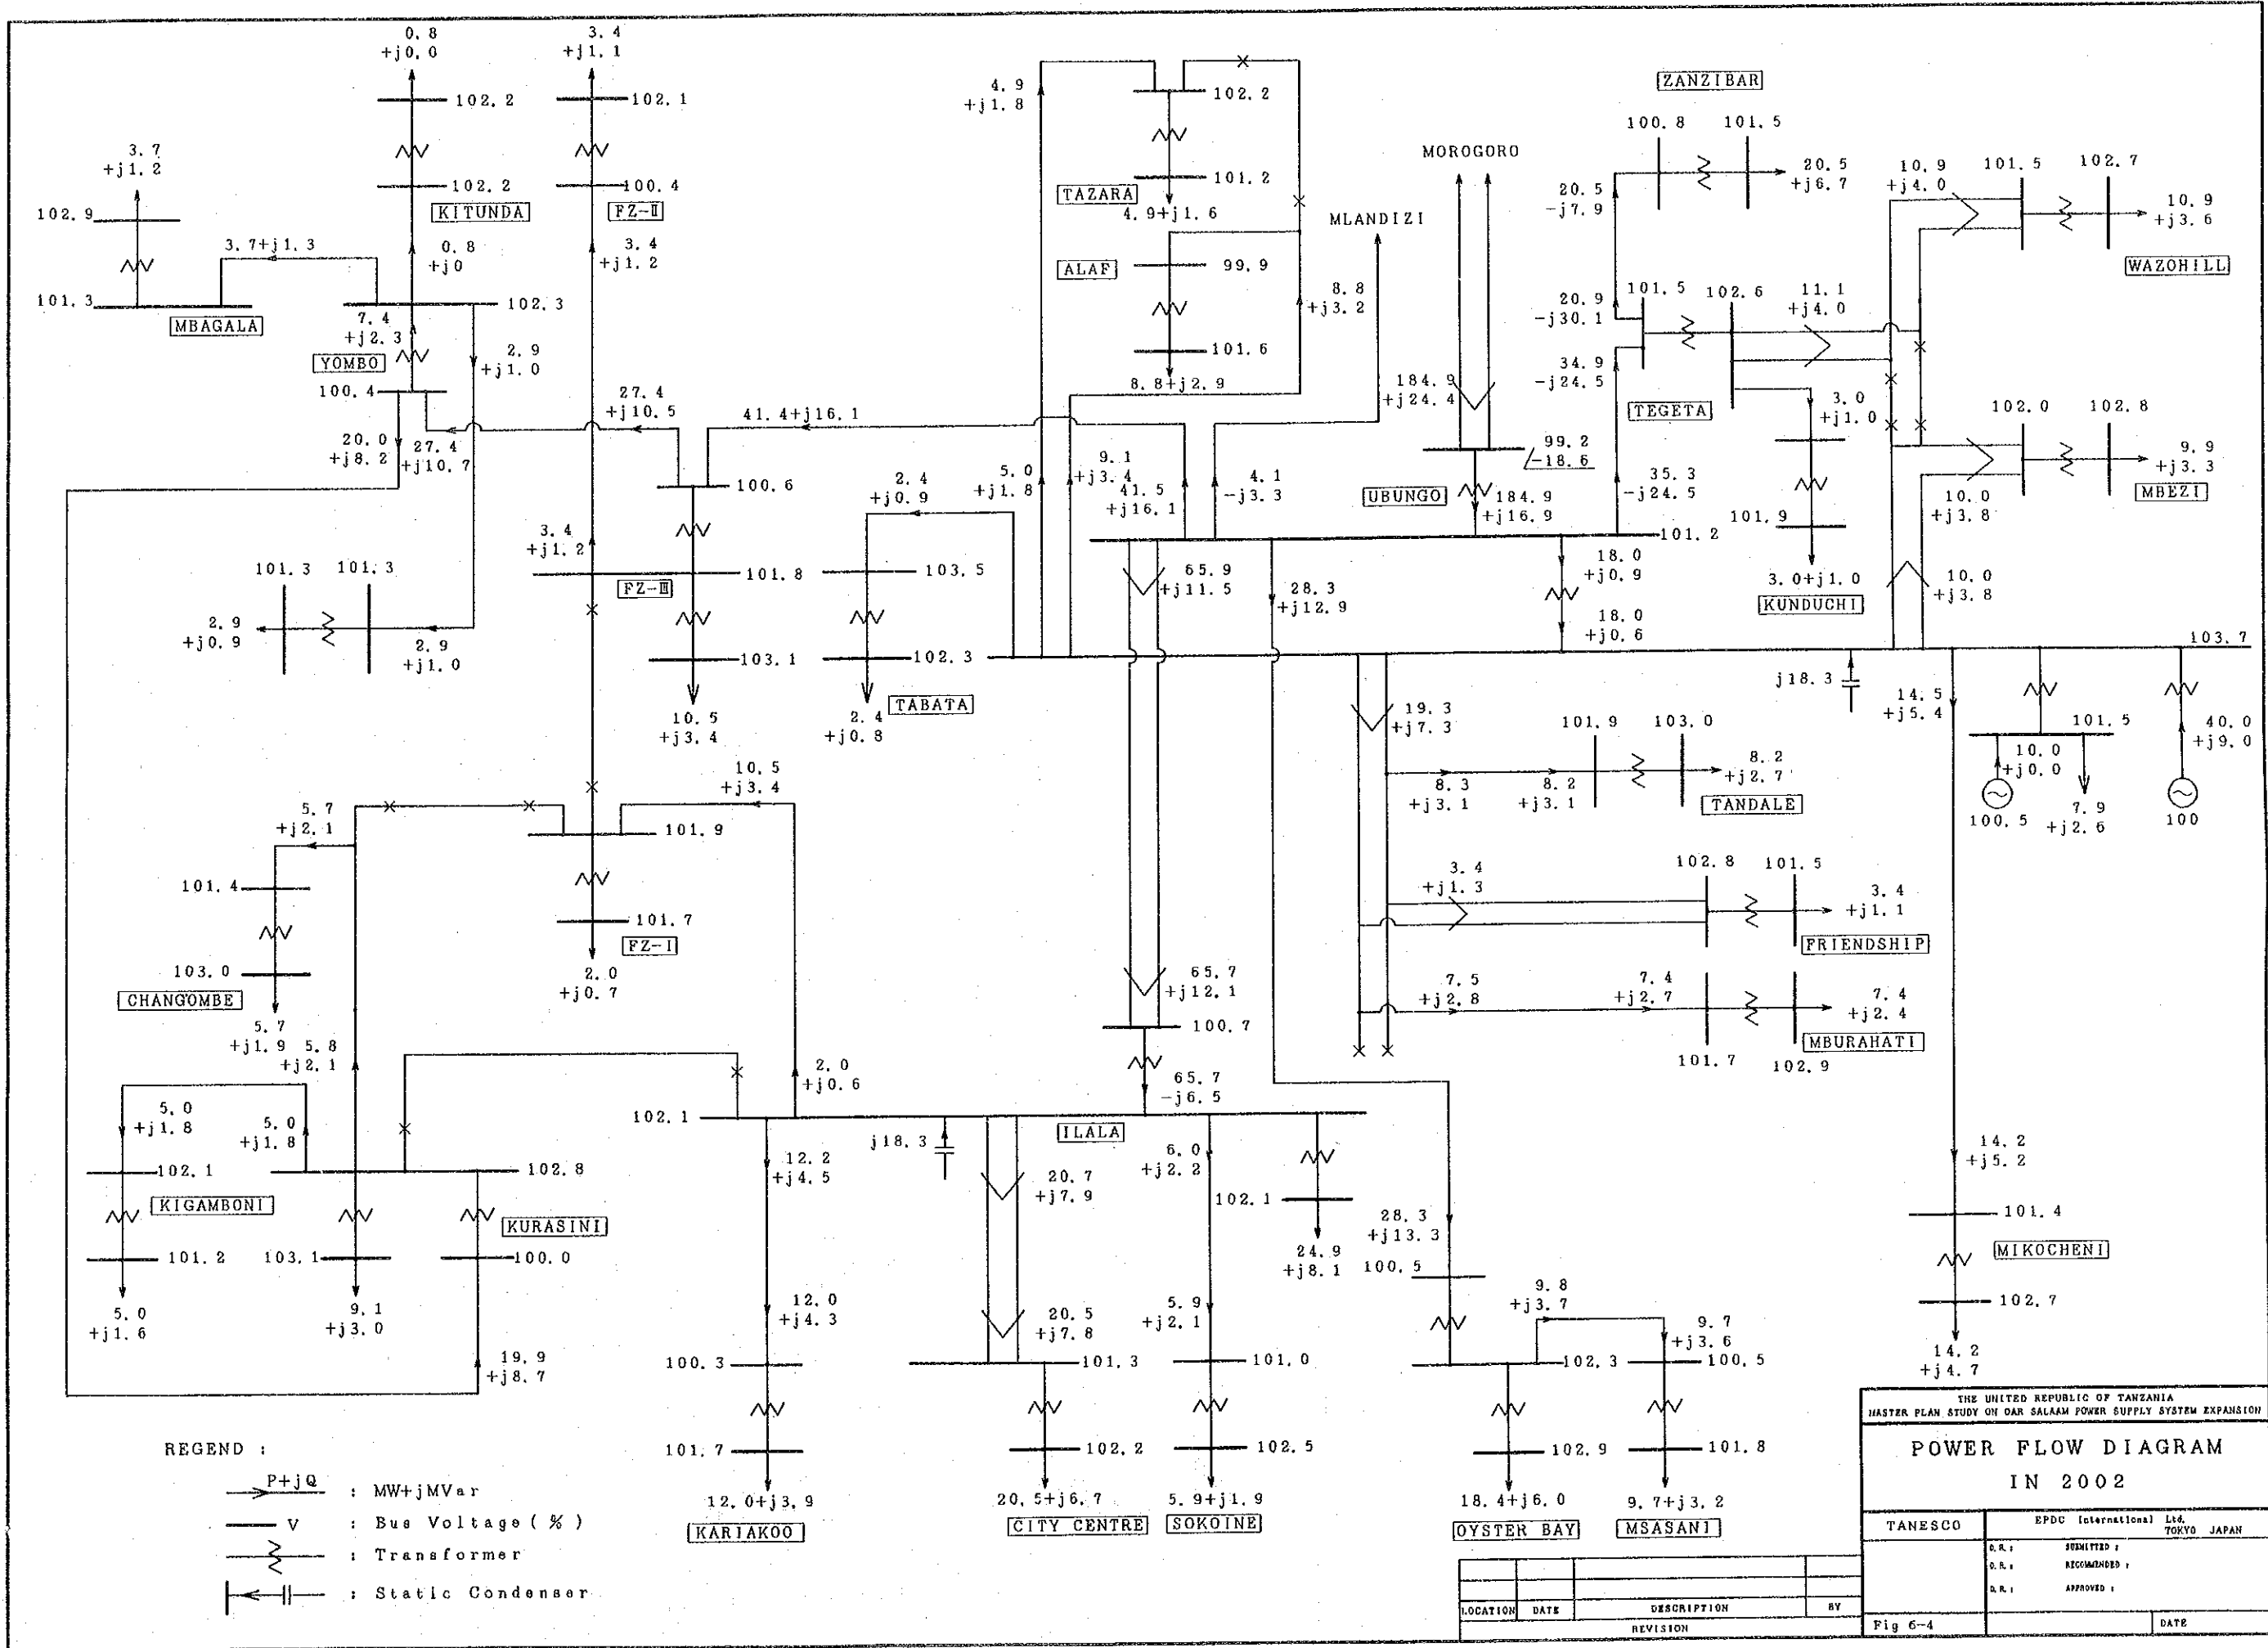 0.8
+j0.0
3.4
+j1.1
102.2
102.1
3.7
+j1.2
102.2
100.4
KITUNDA
FZ-Ⅱ
102.9
3.7+j1.3
0.8
+j0
3.4
+j1.2
101.3
102.3
MBAGALA
7.4
+j2.3
YOMBO
2.9
+j1.0
100.4
27.4
+j10.5
41.4+j16.1
20.0
+j8.2
27.4
+j10.7
100.6
2.4
+j0.9
3.4
+j1.2
101.8
103.5
FZ-Ⅲ
101.3
101.3
2.9
+j0.9
2.9
+j1.0
103.1
102.3
TABATA
10.5
+j3.4
2.4
+j0.8
4.9
+j1.8
102.2
TAZARA
101.2
4.9+j1.6
ALAF
99.9
8.8
+j3.2
101.6
8.8+j2.9
MLANDIZI
MOROGORO
184.9
+j24.4
99.2
/-18.6
UBUNGO
184.9
+j16.9
5.0
+j1.8
9.1
+j3.4
41.5
+j16.1
4.1
-j3.3
35.3
-j24.5
101.2
65.9
+j11.5
28.3
+j12.9
18.0
+j0.9
18.0
+j0.6
ZANZIBAR
100.8
101.5
20.5
+j6.7
20.5
-j7.9
20.9
-j30.1
101.5
102.6
11.1
+j4.0
34.9
-j24.5
TEGETA
3.0
+j1.0
101.9
3.0+j1.0
KUNDUCHI
10.9
+j4.0
101.5
102.7
10.9
+j3.6
WAZOHILL
102.0
102.8
9.9
+j3.3
MBEZI
10.0
+j3.8
10.0
+j3.8
103.7
j18.3
14.5
+j5.4
101.5
10.0
+j0.0
100.5
7.9
+j2.6
40.0
+j9.0
100
19.3
+j7.3
101.9
103.0
8.3
+j3.1
8.2
+j3.1
8.2
+j2.7
TANDALE
3.4
+j1.3
102.8
101.5
3.4
+j1.1
FRIENDSHIP
7.5
+j2.8
7.4
+j2.7
7.4
+j2.4
MBURAHATI
101.7
102.9
14.2
+j5.2
101.4
MIKOCHENI
102.7
14.2
+j4.7
5.7
+j2.1
10.5
+j3.4
101.9
101.4
101.7
FZ-I
2.0
+j0.7
103.0
CHANG'OMBE
5.7
+j1.9
5.8
+j2.1
2.0
+j0.6
65.7
+j12.1
100.7
65.7
-j6.5
102.1
ILALA
5.0
+j1.8
5.0
+j1.8
102.1
102.8
KIGAMBONI
KURASINI
101.2
103.1
100.0
5.0
+j1.6
9.1
+j3.0
19.9
+j8.7
12.2
+j4.5
j18.3
20.7
+j7.9
6.0
+j2.2
102.1
24.9
+j8.1
28.3
+j13.3
100.5
12.0
+j4.3
20.5
+j7.8
5.9
+j2.1
9.8
+j3.7
9.7
+j3.6
100.3
101.3
101.0
102.3
100.5
101.7
102.2
102.5
102.9
101.8
12.0+j3.9
20.5+j6.7
5.9+j1.9
18.4+j6.0
9.7+j3.2
KARIAKOO
CITY CENTRE
SOKOINE
OYSTER BAY
MSASANI
REGEND :
P+jQ : MW+jMVar
V : Bus Voltage (%)
: Transformer
: Static Condenser
THE UNITED REPUBLIC OF TANZANIA
MASTER PLAN STUDY ON DAR SALAAM POWER SUPPLY SYSTEM EXPANSION
POWER FLOW DIAGRAM
IN 2002
TANESCO
EPDC International Ltd.
TOKYO JAPAN
D.R.: SUBMITTED :
D.R.: RECOMMENDED :
D.R.: APPROVED :
LOCATION DATE DESCRIPTION BY
REVISION
Fig 6-4
DATE